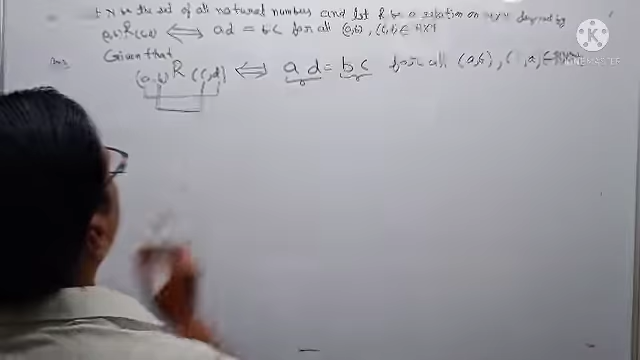 N be the set of all natural numbers and let R be a relation on N×N defined by
(a,b) R (c,d) ⟺ ad = bc for all (a,b), (c,d) ∈ N×N
Ans Given that
(a,b) R (c,d) ⟺ ad = bc for all (a,b), (
KINEMASTER